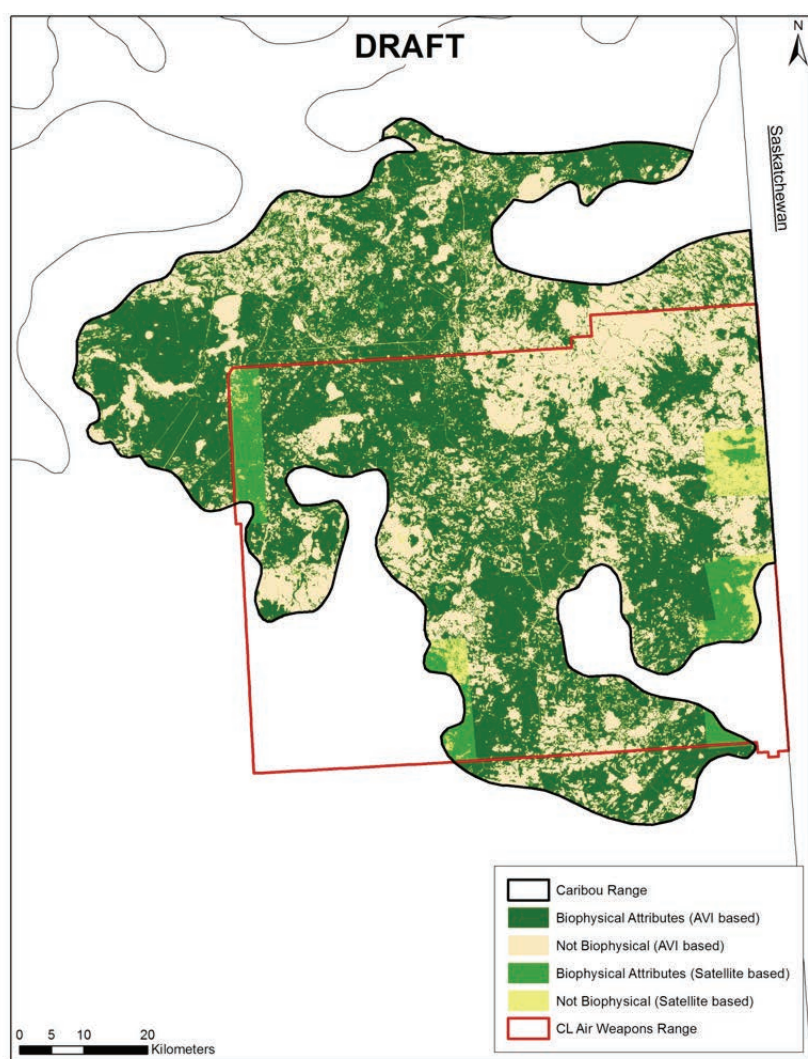 DRAFT
N
Saskatchewan
Caribou Range
Biophysical Attributes (AVI based)
Not Biophysical (AVI based)
Biophysical Attributes (Satellite based)
Not Biophysical (Satellite based)
CL Air Weapons Range
0 5 10 20
Kilometers